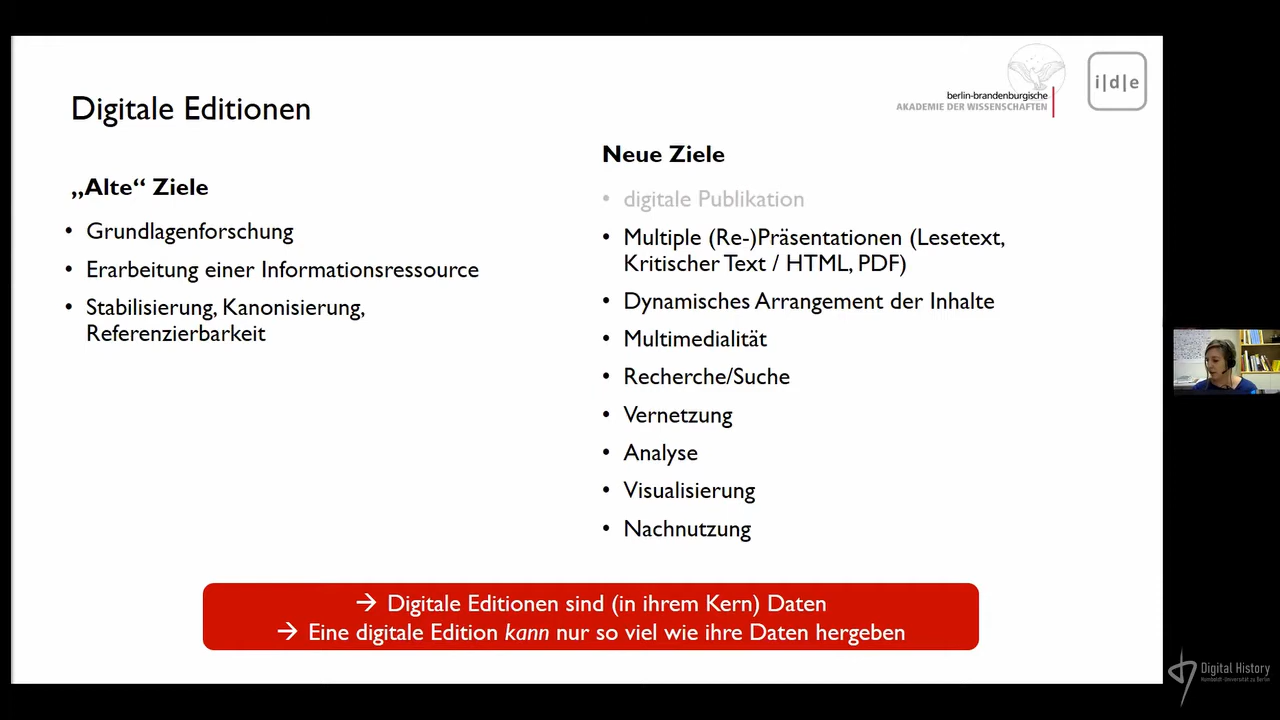 Digitale Editionen
berlin-brandenburgische
AKADEMIE DER WISSENSCHAFTEN
i|d|e
„Alte“ Ziele
• Grundlagenforschung
• Erarbeitung einer Informationsressource
• Stabilisierung, Kanonisierung,
Referenzierbarkeit
Neue Ziele
• digitale Publikation
• Multiple (Re-)Präsentationen (Lesetext,
Kritischer Text / HTML, PDF)
• Dynamisches Arrangement der Inhalte
• Multimedialität
• Recherche/Suche
• Vernetzung
• Analyse
• Visualisierung
• Nachnutzung
→ Digitale Editionen sind (in ihrem Kern) Daten
→ Eine digitale Edition kann nur so viel wie ihre Daten hergeben
Digital History
Humboldt-Universität zu Berlin